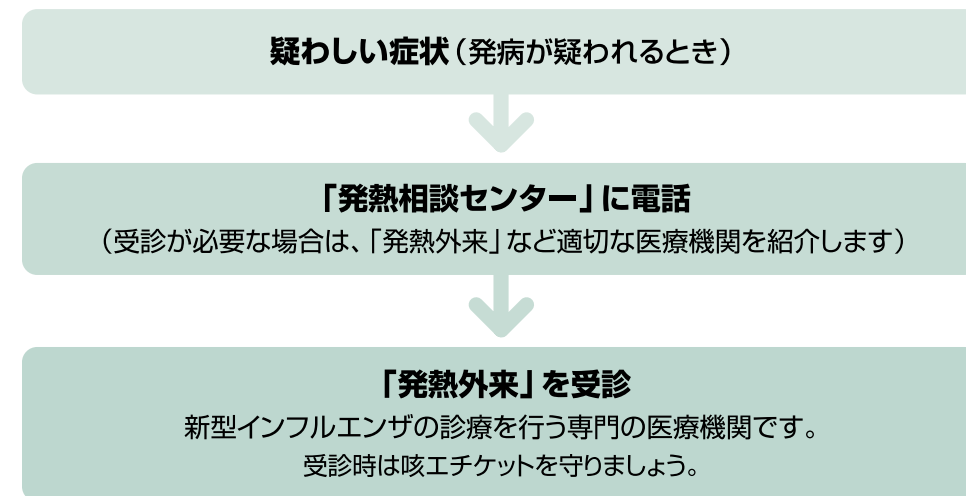 疑わしい症状（発病が疑われるとき）
「発熱相談センター」に電話
（受診が必要な場合は、「発熱外来」など適切な医療機関を紹介します）
「発熱外来」を受診
新型インフルエンザの診療を行う専門の医療機関です。
受診時は咳エチケットを守りましょう。